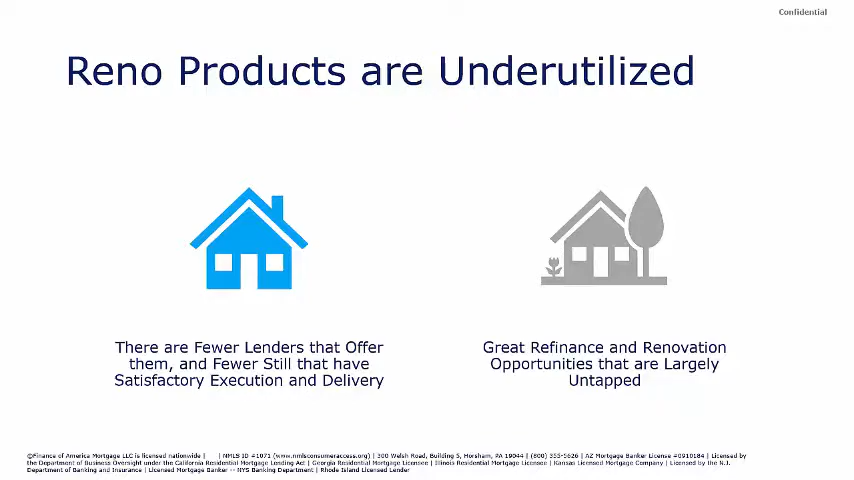 Confidential
Reno Products are Underutilized
There are Fewer Lenders that Offer
them, and Fewer Still that have
Satisfactory Execution and Delivery
Great Refinance and Renovation
Opportunities that are Largely
Untapped
©Finance of America Mortgage LLC is licensed nationwide | | NMLS ID #1071 (www.nmlsconsumeraccess.org) | 300 Welsh Road, Building 5, Horsham, PA 19044 | (800) 355-5626 | AZ Mortgage Banker License #0910184 | Licensed by
the Department of Business Oversight under the California Residential Mortgage Lending Act | Georgia Residential Mortgage Licensee | Illinois Residential Mortgage Licensee | Kansas Licensed Mortgage Company | Licensed by the N.J.
Department of Banking and Insurance | Licensed Mortgage Banker -- NYS Banking Department | Rhode Island Licensed Lender